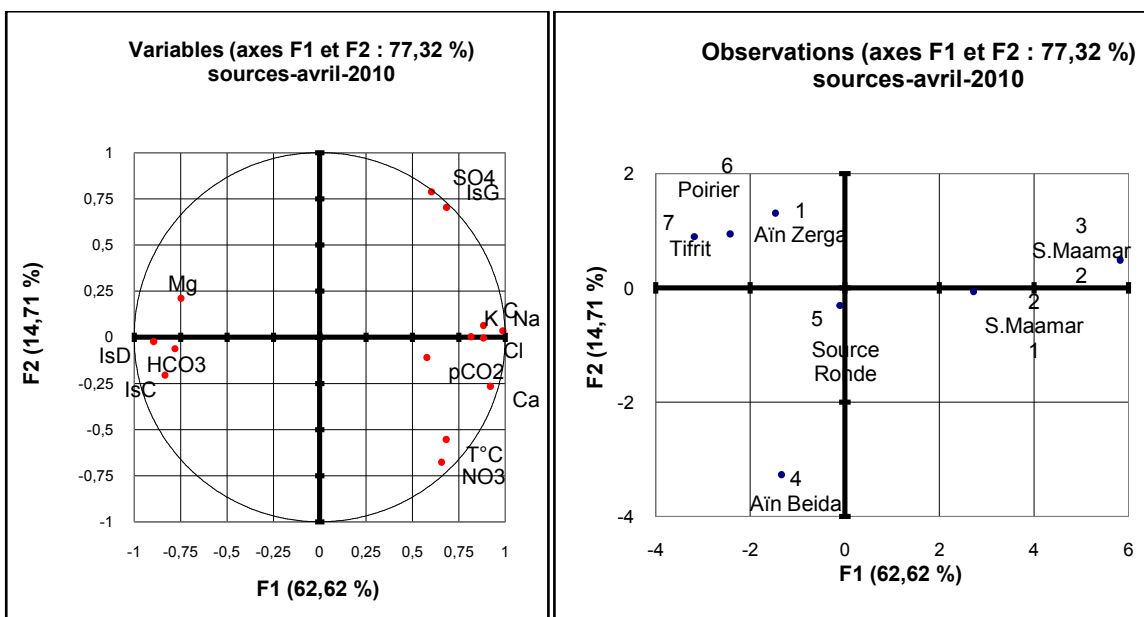 Variables (axes F1 et F2 : 77,32 %)
sources-avril-2010
SO4
IsG
Mg
C
K
Na
IsD
HCO3
Cl
IsC
pCO2
Ca
T°C
NO3
1
0,75
0,5
0,25
0
-0,25
-0,5
-0,75
-1
-1
-0,75
-0,5
-0,25
0
0,25
0,5
0,75
1
F2 (14,71 %)
F1 (62,62 %)
Observations (axes F1 et F2 : 77,32 %)
sources-avril-2010
6
Poirier
7
Tifrit
1
Aïn Zerga
3
S.Maamar
2
2
S.Maamar
1
5
Source
Ronde
4
Aïn Beida
2
0
-2
-4
-4
-2
0
2
4
6
F2 (14,71 %)
F1 (62,62 %)